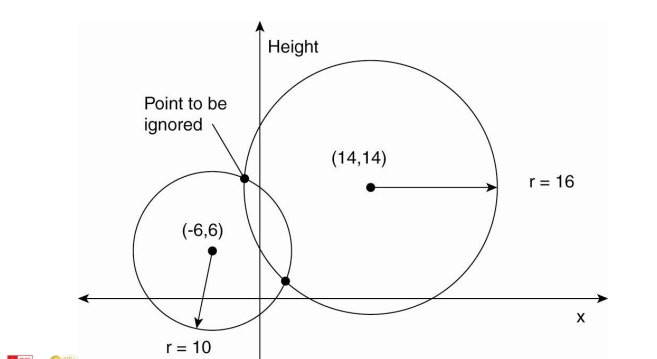 Height
Point to be
ignored
(14,14)
r = 16
(-6,6)
x
r = 10